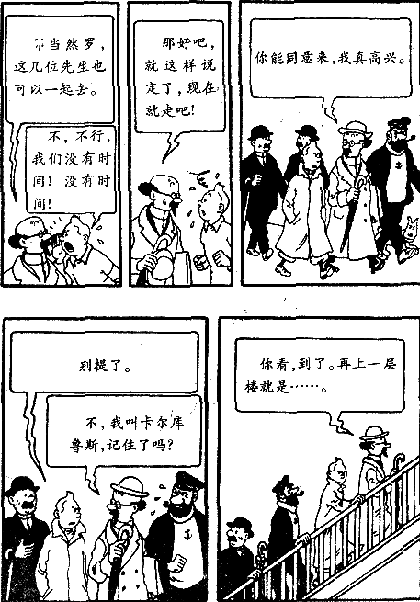 当然罗，
这几位先生也
可以一起去。
不，不行，
我们没有时
间！没有时
间！
那好吧，
就这样说
定了，现在
就走吧！
你能同意来，我真高兴。
别提了。
不，我叫卡尔库
鲁斯，记住了吗？
你看，到了。再上一层
楼就是……。